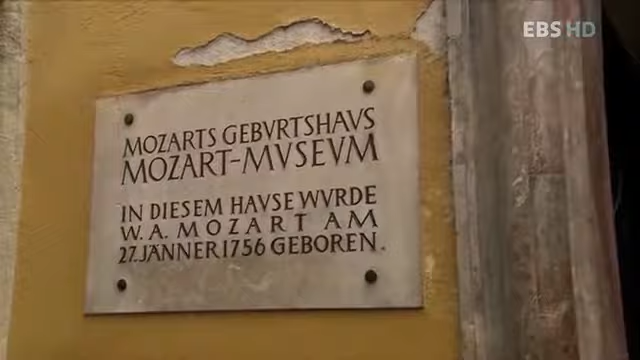 EBS HD
MOZARTS GEBVRTSHAVS
MOZART-MVSEVM
IN DIESEM HAVSE WVRDE
W. A. MOZART AM
27. JÄNNER 1756 GEBOREN.